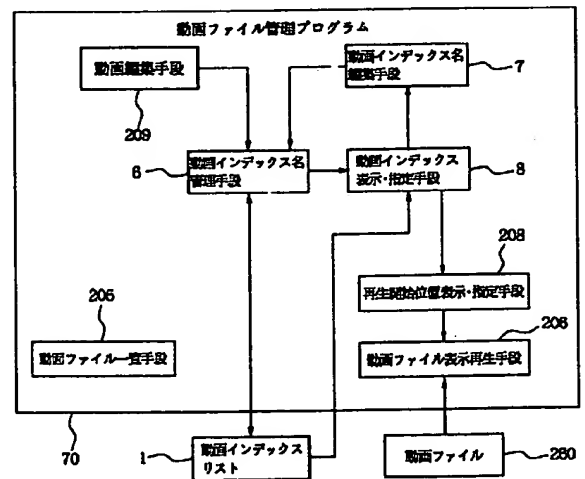 動画ファイル管理プログラム
動画編集手段
209
動画インデックス名
編集手段
7
6
動画インデックス名
管理手段
動画インデックス
表示・指定手段
8
208
再生開始位置表示・指定手段
205
206
動画ファイル一覧手段
動画ファイル表示再生手段
70
1
動画インデックス
リスト
動画ファイル
260